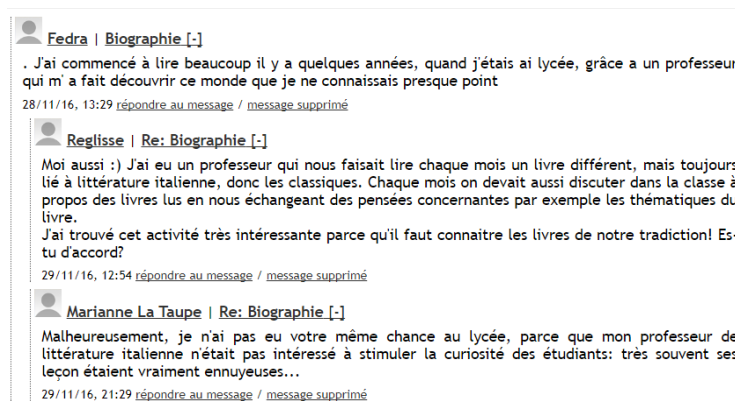 Fedra | Biographie [-]
. J'ai commencé à lire beaucoup il y a quelques années, quand j'étais ai lycée, grâce a un professeur
qui m' a fait découvrir ce monde que je ne connaissais presque point
28/11/16, 13:29 répondre au message / message supprimé
Reglisse | Re: Biographie [-]
Moi aussi :) J'ai eu un professeur qui nous faisait lire chaque mois un livre différent, mais toujours
lié à littérature italienne, donc les classiques. Chaque mois on devait aussi discuter dans la classe à
propos des livres lus en nous échangeant des pensées concernantes par exemple les thématiques du
livre.
J'ai trouvé cet activité très intéressante parce qu'il faut connaitre les livres de notre tradition! Es-
tu d'accord?
29/11/16, 12:54 répondre au message / message supprimé
Marianne La Taupe | Re: Biographie [-]
Malheureusement, je n'ai pas eu votre même chance au lycée, parce que mon professeur de
littérature italienne n'était pas intéressé à stimuler la curiosité des étudiants: très souvent ses
leçon étaient vraiment ennuyeuses...
29/11/16, 21:29 répondre au message / message supprimé